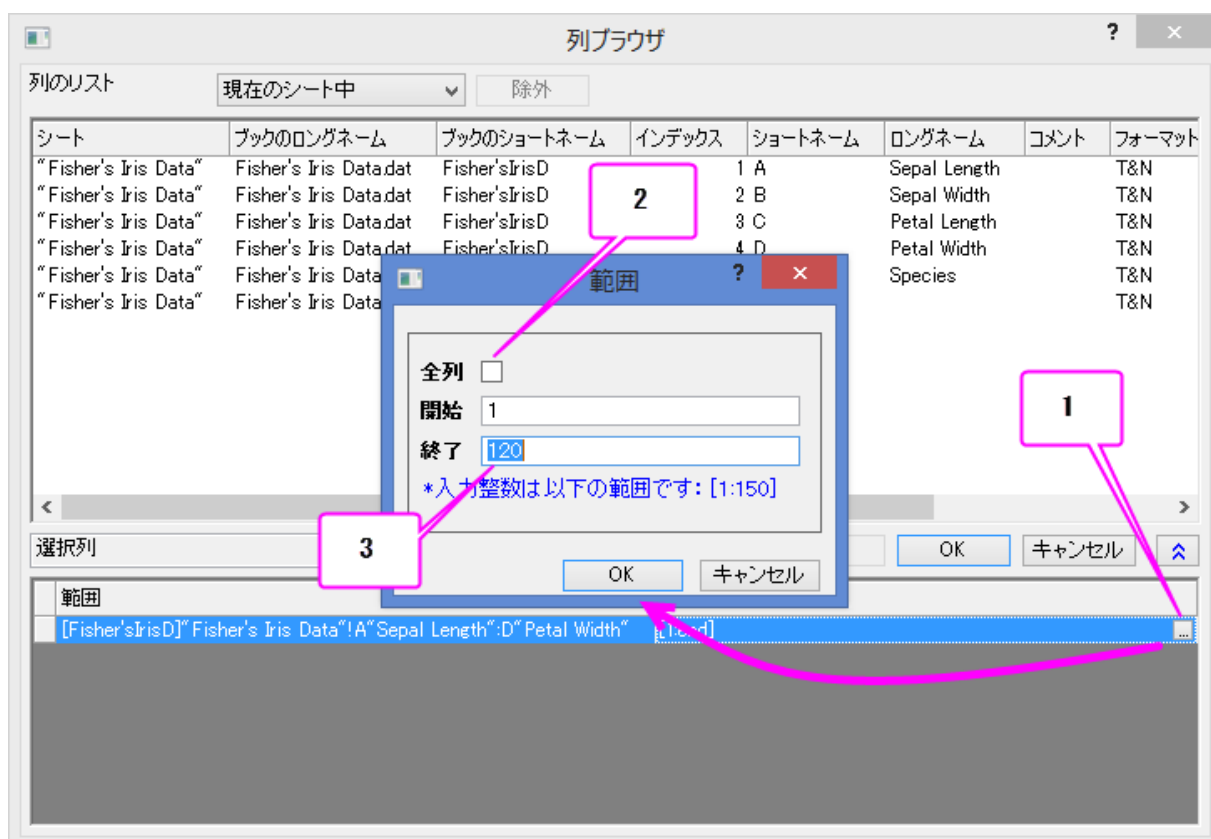 列ブラウザ ?
列のリスト 現在のシート中 除外
シート ブックのロングネーム ブックのショートネーム インデックス ショートネーム ロングネーム コメント フォーマット
"Fisher's Iris Data" Fisher's Iris Data.dat Fisher'sIrisD 1 A Sepal Length T&N
"Fisher's Iris Data" Fisher's Iris Data.dat Fisher'sIrisD 2 B Sepal Width T&N
"Fisher's Iris Data" Fisher's Iris Data.dat Fisher'sIrisD 3 C Petal Length T&N
"Fisher's Iris Data" Fisher's Iris Data.dat Fisher'sIrisD 4 D Petal Width T&N
"Fisher's Iris Data" Fisher's Iris Data Species T&N
"Fisher's Iris Data" Fisher's Iris Data T&N
2
範囲 ?
全列
開始 1
終了 120
*入力整数は以下の範囲です: [1:150]
OK キャンセル
1
3
選択列 OK キャンセル
範囲
[Fisher'sIrisD]"Fisher's Iris Data"!A"Sepal Length":D"Petal Width" [1:end] ...